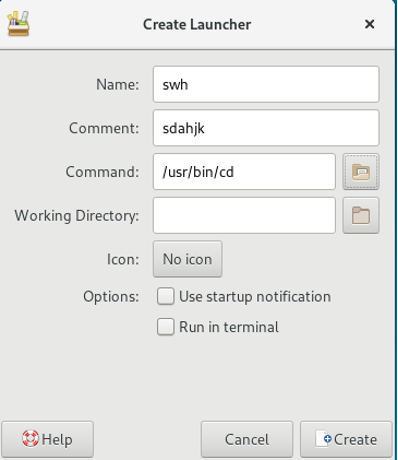 Create Launcher
Name: swh
Comment: sdahjk
Command: /usr/bin/cd
Working Directory:
Icon: No icon
Options: Use startup notification
Run in terminal
Help Cancel Create